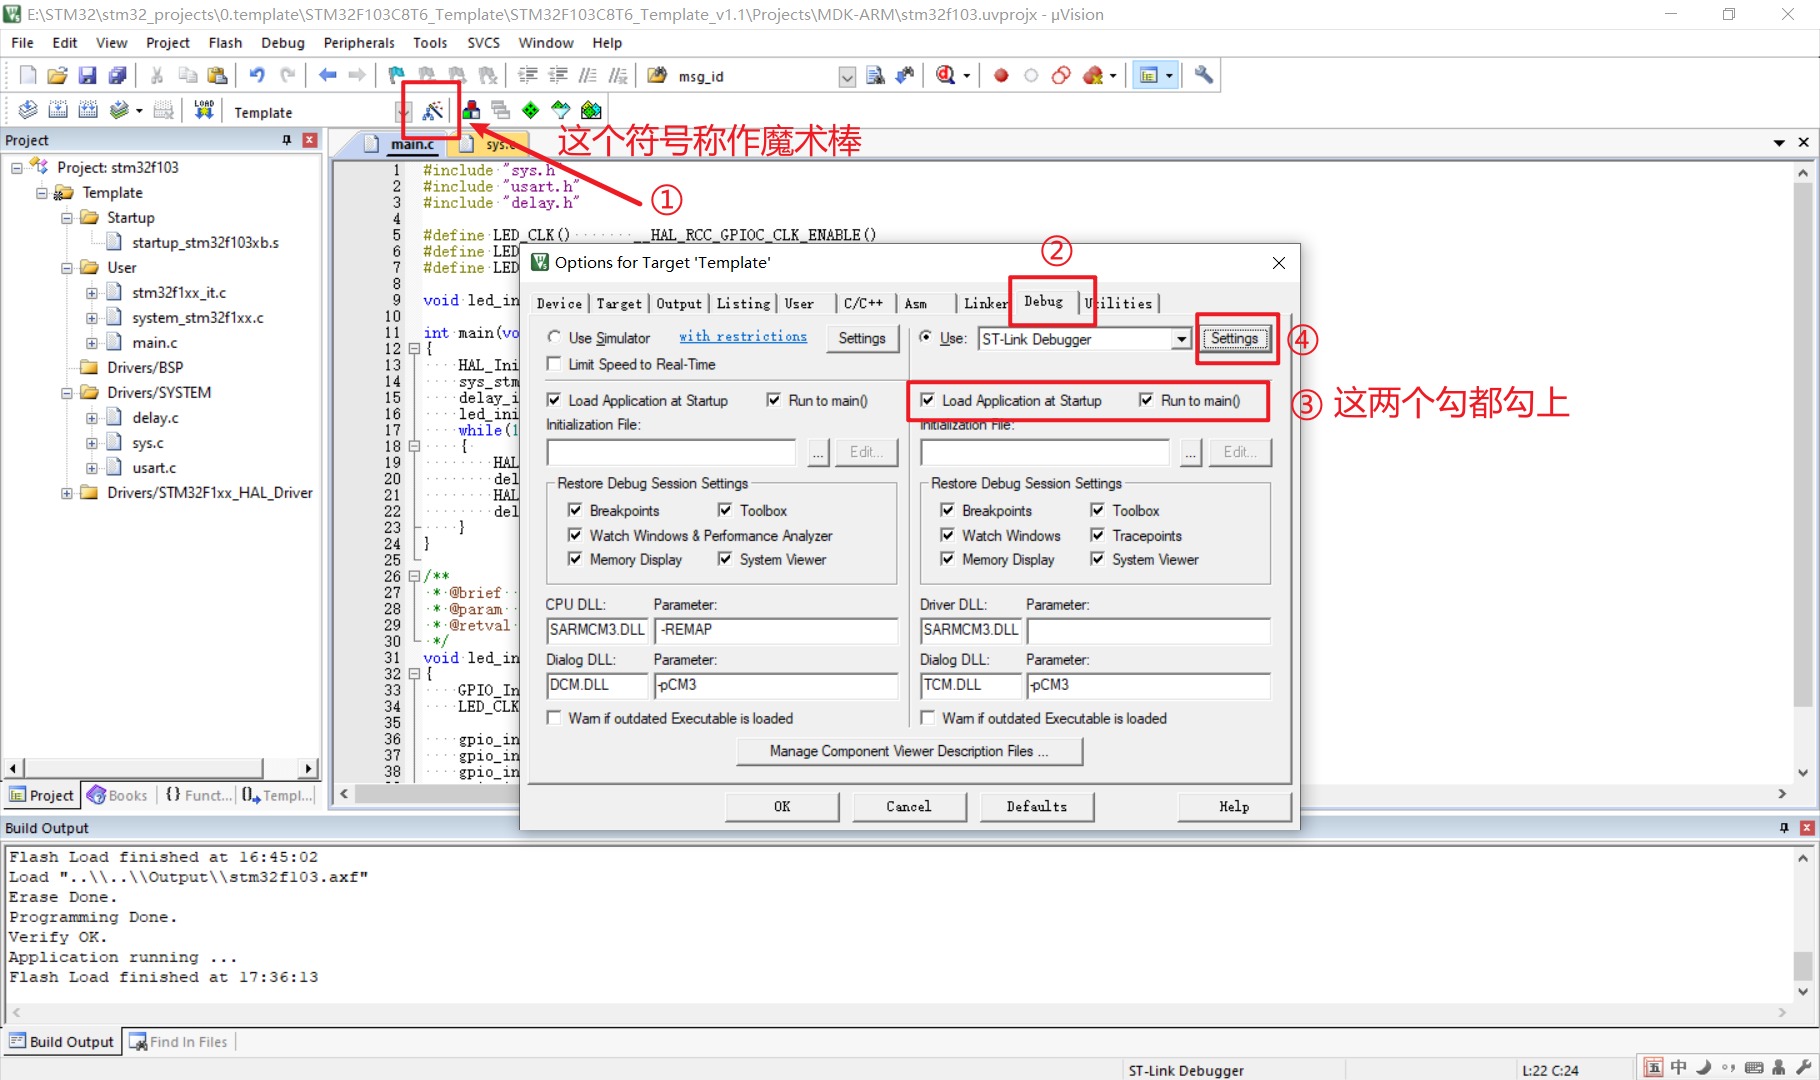 E:\STM32\stm32_projects\0.template\STM32F103C8T6_Template\STM32F103C8T6_Template_v1.1\Projects\MDK-ARM\stm32f103.uvprojx - µVision
File Edit View Project Flash Debug Peripherals Tools SVCS Window Help
msg_id
LOAD Template
Project
main.c sys.c
这个符号称作魔术棒
①
Project: stm32f103
Template
Startup
startup_stm32f103xb.s
User
stm32f1xx_it.c
system_stm32f1xx.c
main.c
Drivers/BSP
Drivers/SYSTEM
delay.c
sys.c
usart.c
Drivers/STM32F1xx_HAL_Driver
1 #include "sys.h"
2 #include "usart.h"
3 #include "delay.h"
4
5 #define LED_CLK() __HAL_RCC_GPIOC_CLK_ENABLE()
6 #define LED
7 #define LED
8
9 void led_in
10
11 int main(vo
12 {
13 HAL_Ini
14 sys_stm
15 delay_i
16 led_ini
17 while(1
18 {
19 HAL
20 del
21 HAL
22 del
23 }
24 }
25
26 /**
27 * @brief
28 * @param
29 * @retval
30 */
31 void led_in
32 {
33 GPIO_In
34 LED_CLK
35
36 gpio_in
37 gpio_in
38 gpio_in
②
Options for Target 'Template'
Device Target Output Listing User C/C++ Asm Linker Debug Utilities
Use Simulator with restrictions Settings
Limit Speed to Real-Time
Load Application at Startup Run to main()
Initialization File:
... Edit...
Restore Debug Session Settings
Breakpoints Toolbox
Watch Windows & Performance Analyzer
Memory Display System Viewer
CPU DLL: Parameter:
SARMCM3.DLL -REMAP
Dialog DLL: Parameter:
DCM.DLL -pCM3
Warn if outdated Executable is loaded
Use: ST-Link Debugger Settings
④
Load Application at Startup Run to main()
③ 这两个勾都勾上
Initialization File:
... Edit...
Restore Debug Session Settings
Breakpoints Toolbox
Watch Windows Tracepoints
Memory Display System Viewer
Driver DLL: Parameter:
SARMCM3.DLL
Dialog DLL: Parameter:
TCM.DLL -pCM3
Warn if outdated Executable is loaded
Manage Component Viewer Description Files ...
OK Cancel Defaults Help
Project Books {} Funct... Templ...
Build Output
Flash Load finished at 16:45:02
Load "..\\..\\Output\\stm32f103.axf"
Erase Done.
Programming Done.
Verify OK.
Application running ...
Flash Load finished at 17:36:13
Build Output Find In Files
ST-Link Debugger L:22 C:24
五 中